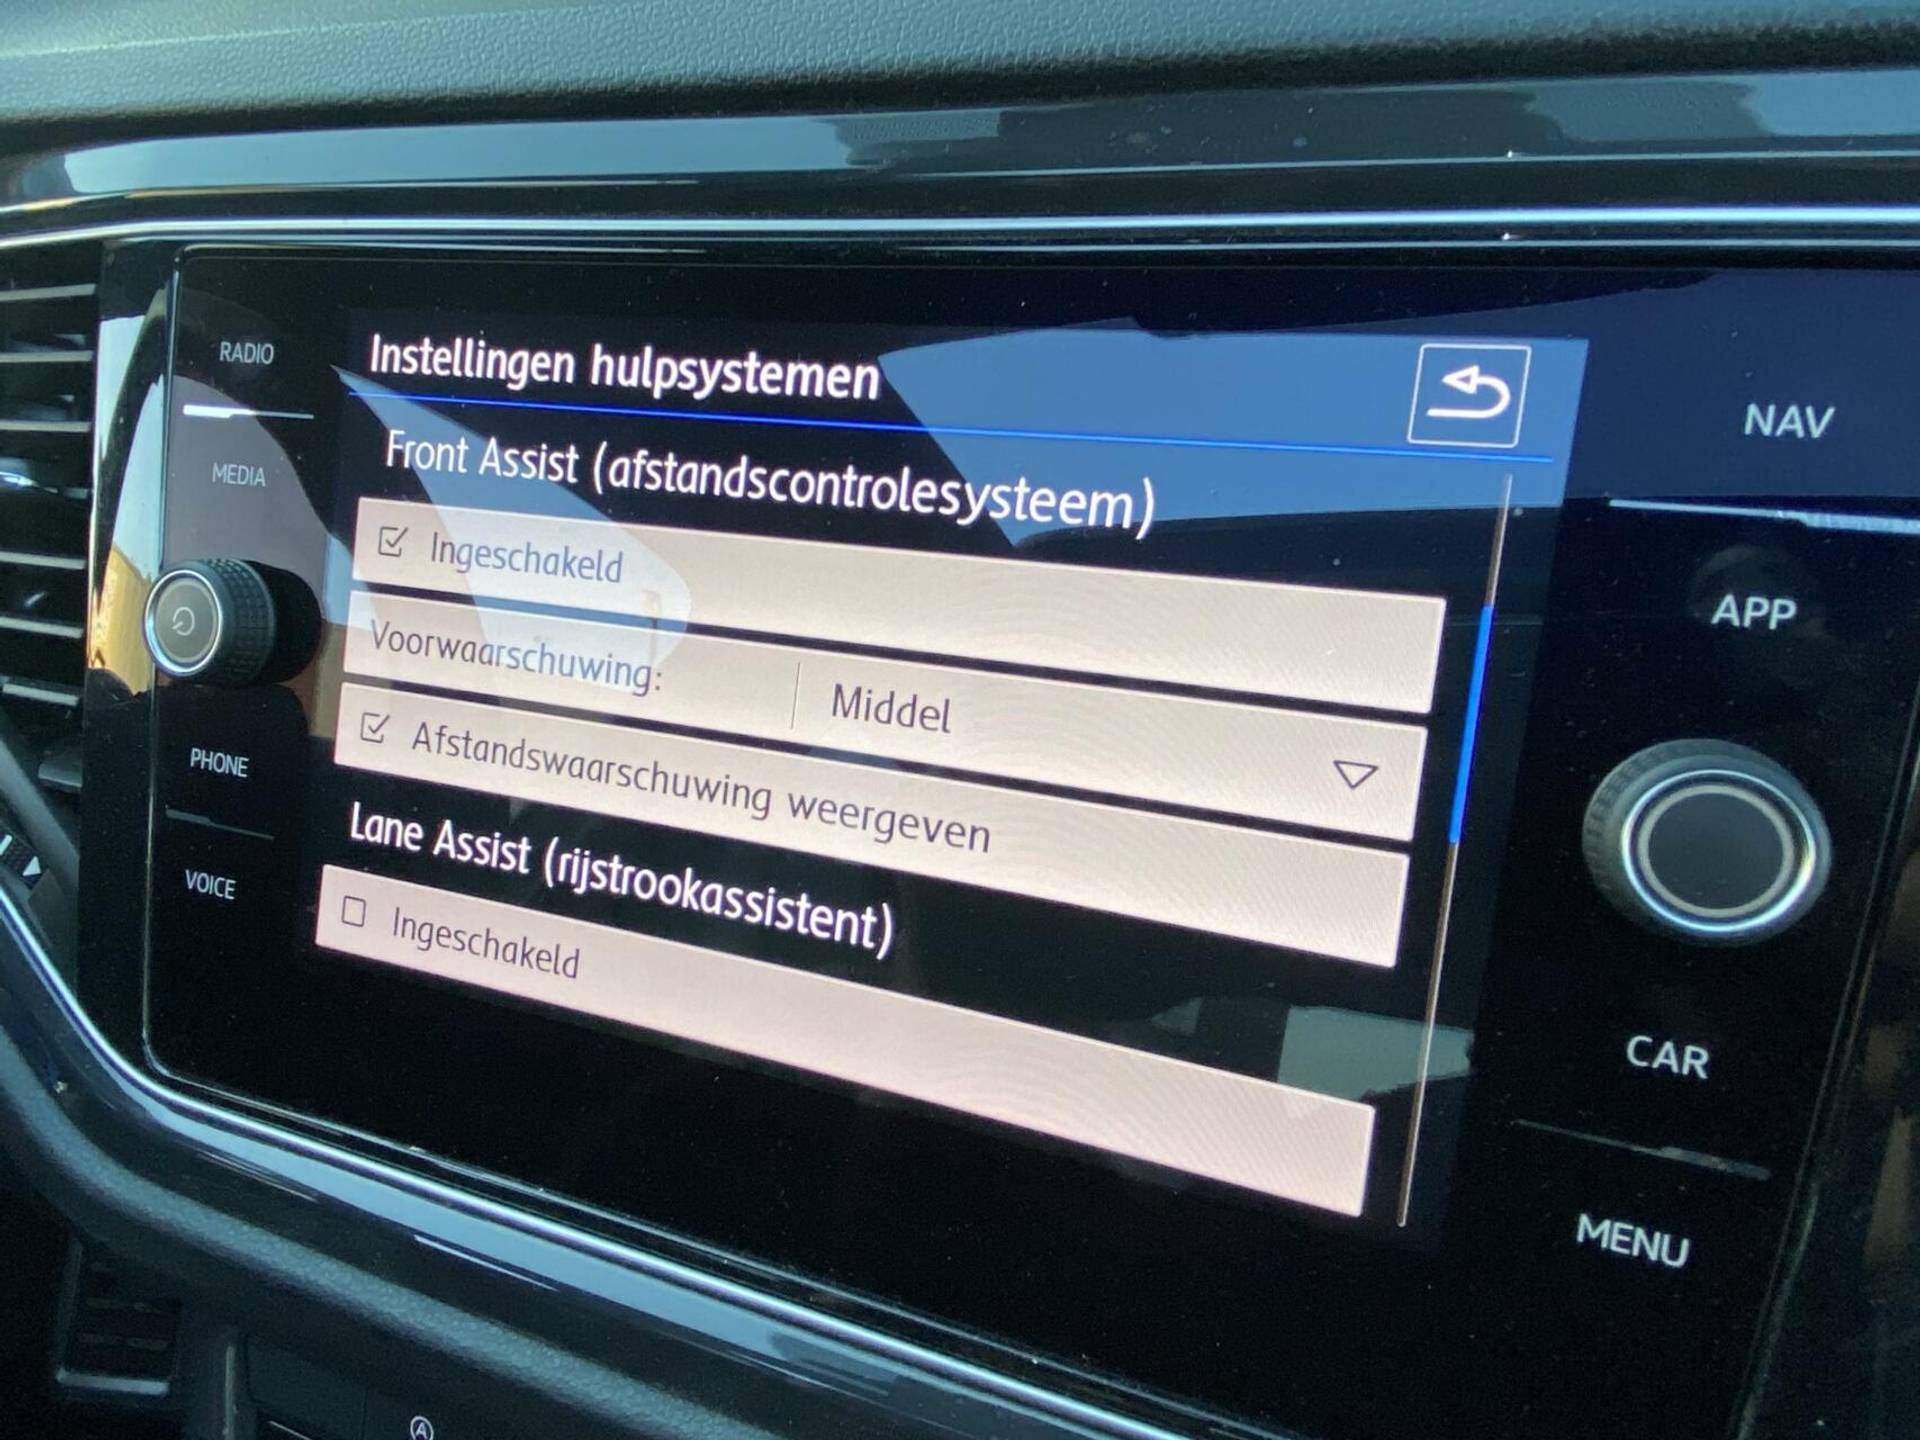 RADIO
MEDIA
PHONE
VOICE
Instellingen hulpsystemen
Front Assist (afstandscontrolesysteem)
Ingeschakeld
Voorwaarschuwing: Middel
Afstandswaarschuwing weergeven
Lane Assist (rijstrookassistent)
Ingeschakeld
NAV
APP
CAR
MENU
A